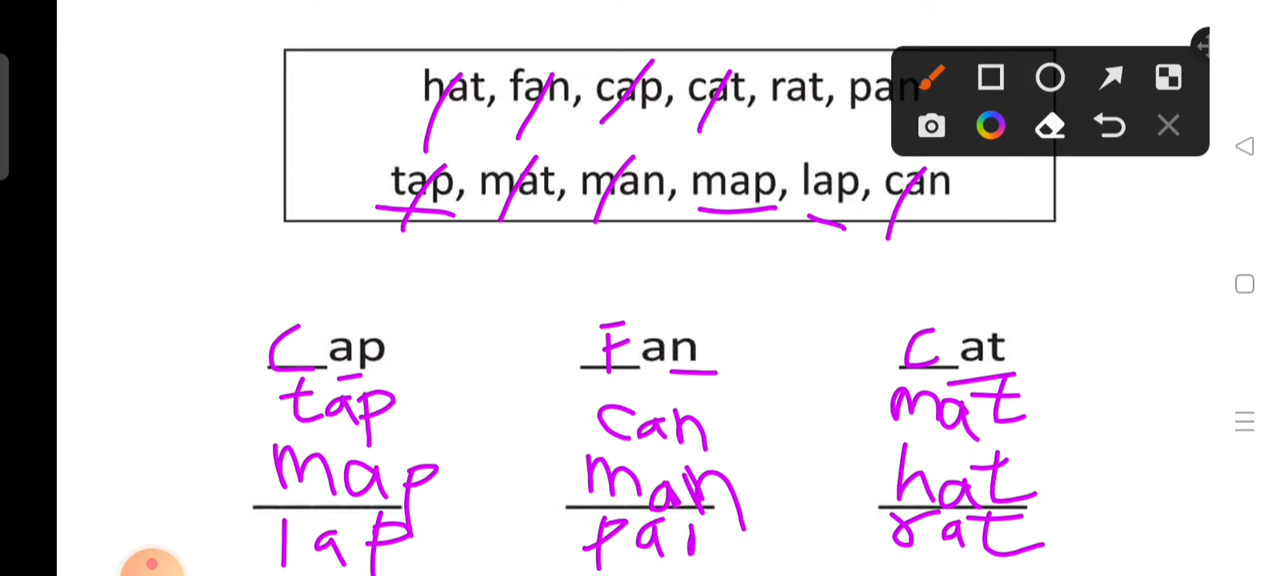 hat, fan, cap, cat, rat, pan
tap, mat, man, map, lap, can
Cap Fan Cat
tap can mat
map man hat
lap pai rat